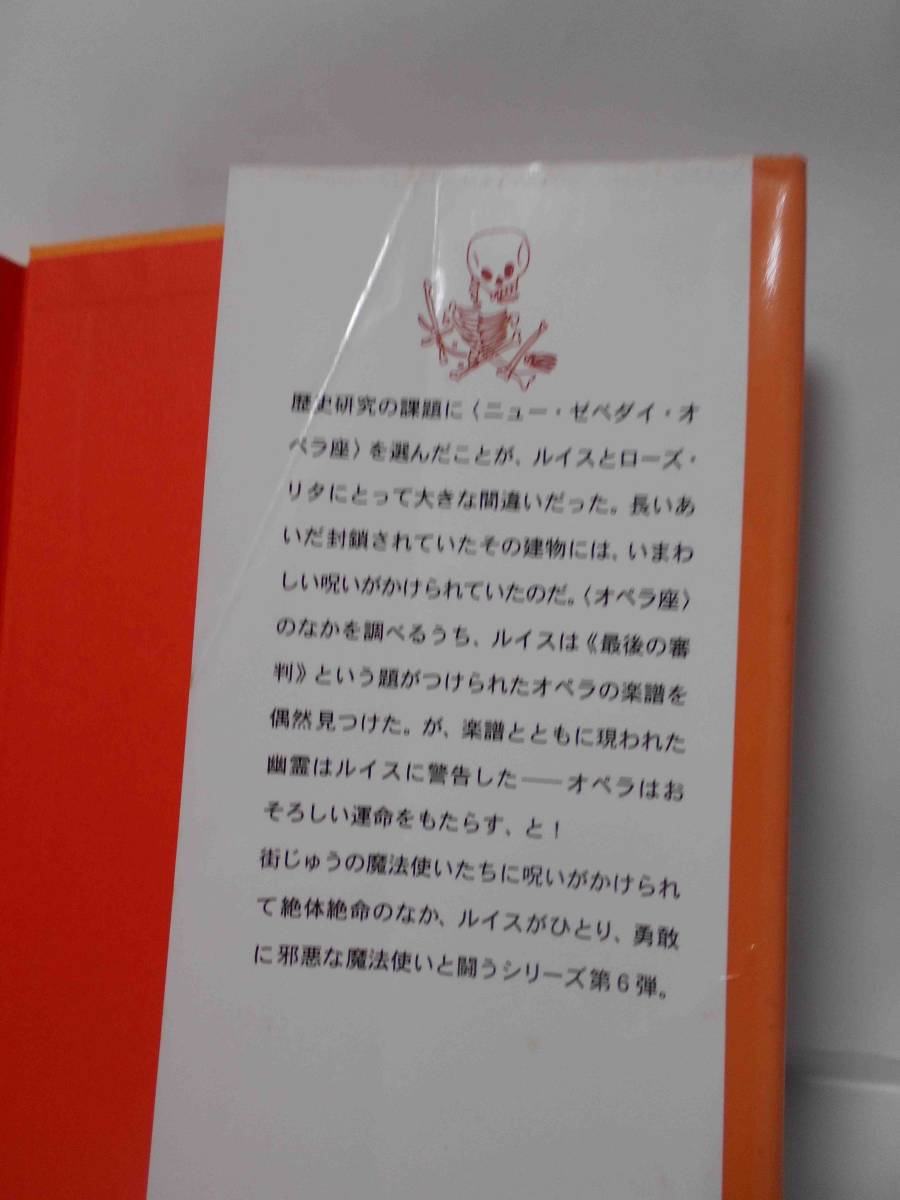 歴史研究の課題に〈ニュー・ゼベダイ・オ
ペラ座〉を選んだことが、ルイスとローズ・
リタにとって大きな間違いだった。長いあ
いだ封鎖されていたその建物には、いまわ
しい呪いがかけられていたのだ。〈オペラ座〉
のなかを調べるうち、ルイスは《最後の審
判》という題がつけられたオペラの楽譜を
偶然見つけた。が、楽譜とともに現われた
幽霊はルイスに警告した――オペラはお
そろしい運命をもたらす、と！
街じゅうの魔法使いたちに呪いがかけられ
て絶体絶命のなか、ルイスがひとり、勇敢
に邪悪な魔法使いと闘うシリーズ第6弾。